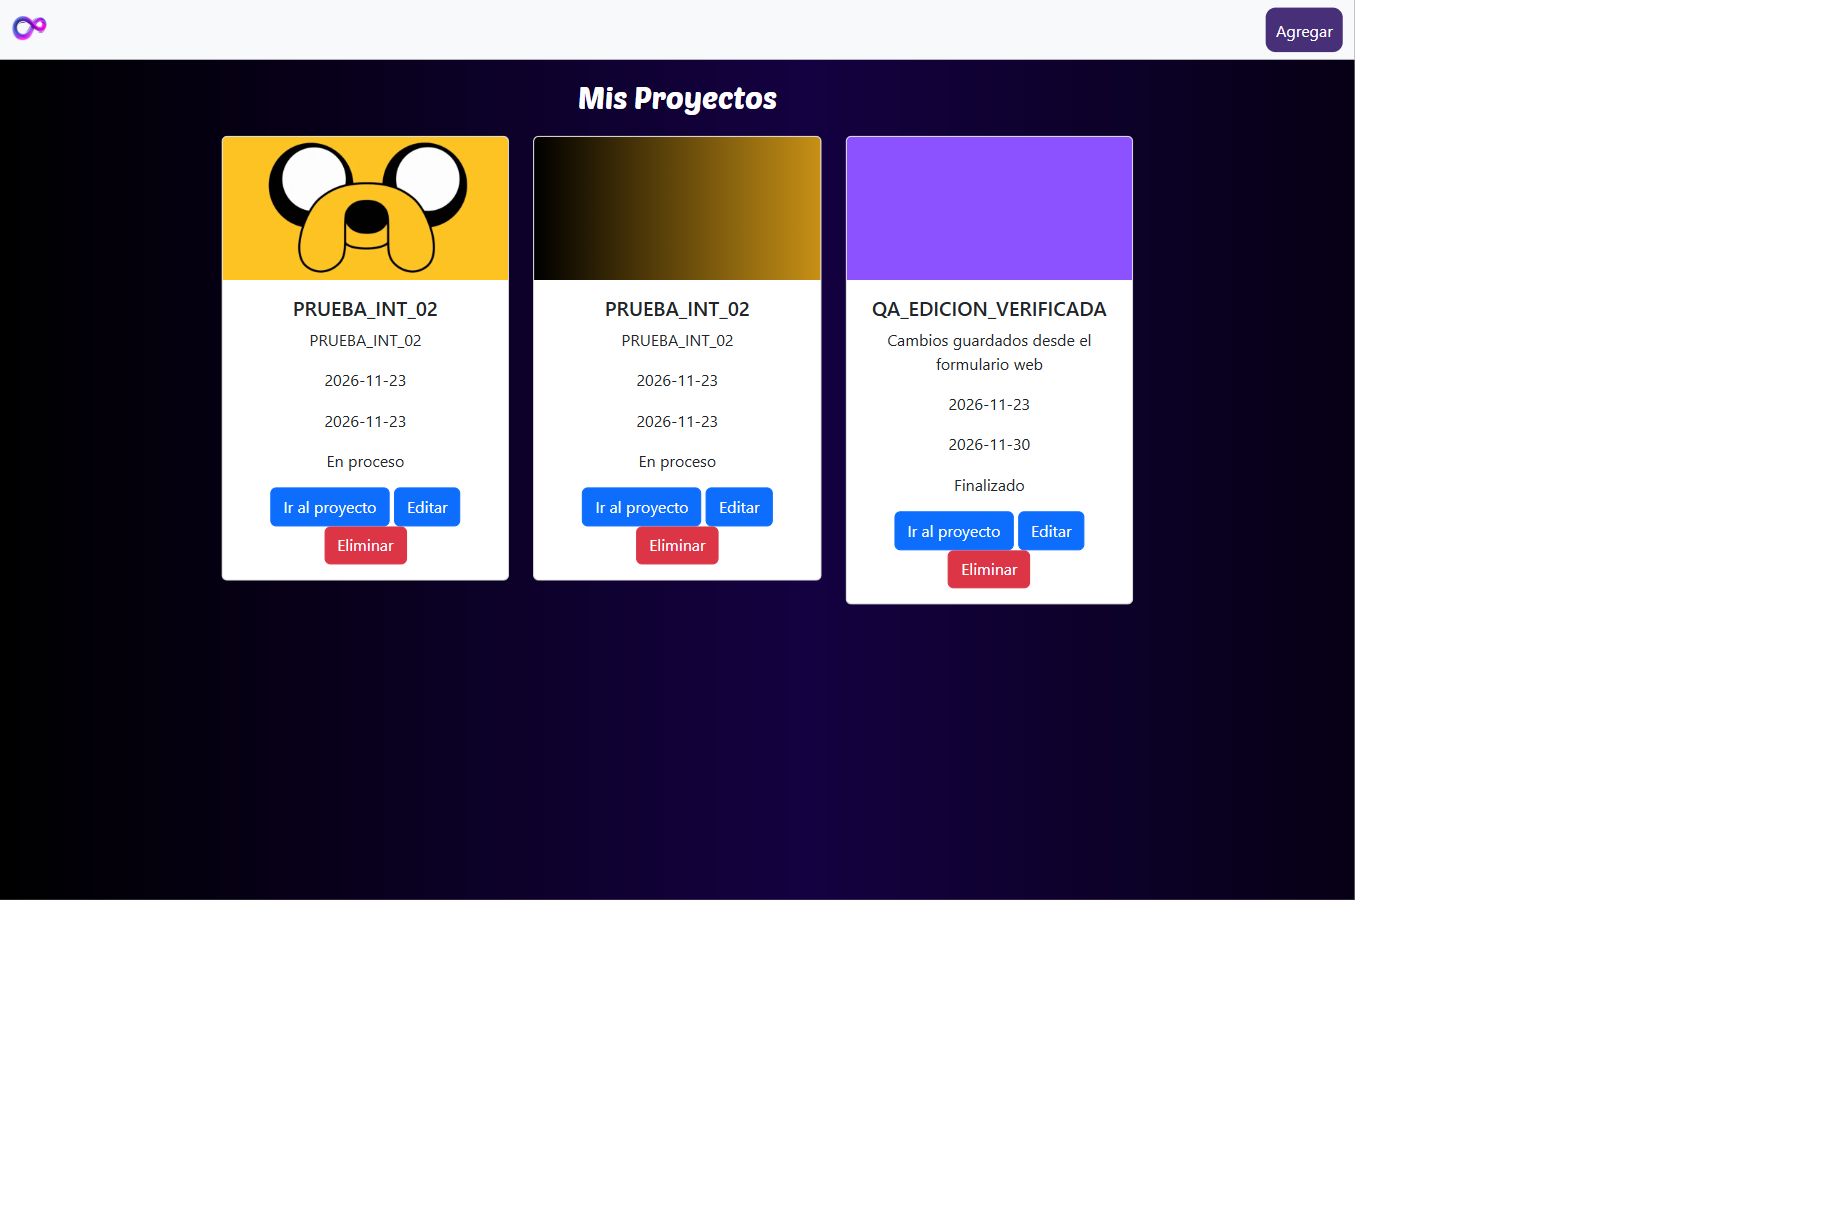 Agregar
Mis Proyectos
PRUEBA_INT_02
PRUEBA_INT_02
2026-11-23
2026-11-23
En proceso
Ir al proyecto
Editar
Eliminar
PRUEBA_INT_02
PRUEBA_INT_02
2026-11-23
2026-11-23
En proceso
Ir al proyecto
Editar
Eliminar
QA_EDICION_VERIFICADA
Cambios guardados desde el
formulario web
2026-11-23
2026-11-30
Finalizado
Ir al proyecto
Editar
Eliminar